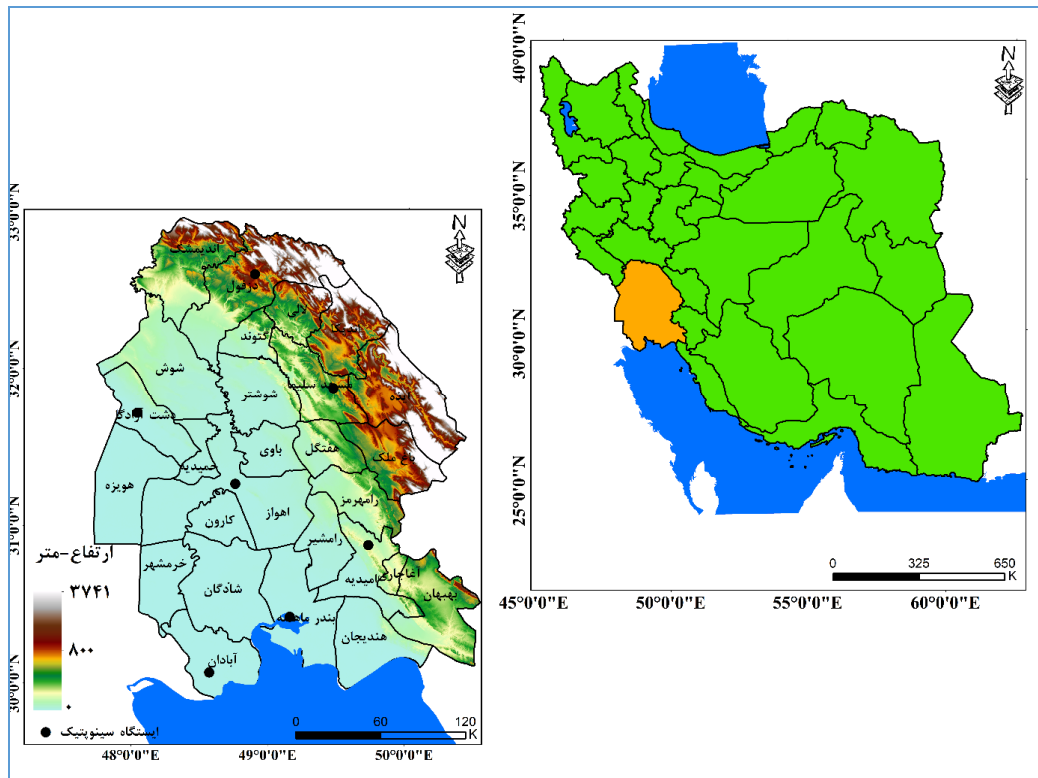 N
33°0'0"N
32°0'0"N
31°0'0"N
30°0'0"N
اندیمشک
دزفول
لالی
گتوند
شوش
مسجد سلیما
ایذه
شوشتر
دشت آزادگا
باوی
هفتگل
باغ ملک
حمیدیه
هویزه
رامهرمز
اهواز
کارون
رامشیر
خرمشهر
آغاجاری
امیدیه
شادگان
بهبهان
بندر ماهشه
هندیجان
آبادان
ارتفاع-متر
۳۷۴۱
۸۰۰
۰
ایستگاه سینوپتیک
0 60 120
K
48°0'0"E 49°0'0"E 50°0'0"E
N
40°0'0"N
35°0'0"N
30°0'0"N
25°0'0"N
0 325 650
K
45°0'0"E 50°0'0"E 55°0'0"E 60°0'0"E